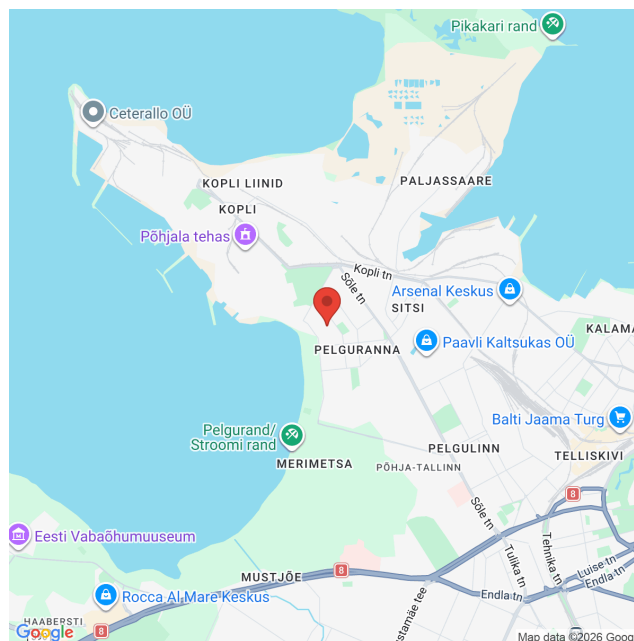 Pikakari rand
Ceterallo OÜ
KOPLI LIINID
PALJASSAARE
KOPLI
Põhjala tehas
Kopli tn
Sõle tn
Arsenal Keskus
SITSI
KALAMA
PELGURANNA
Paavli Kaltsukas OÜ
Balti Jaama Turg
Pelgurand/
Stroomi rand
PELGULINN
MERIMETSA
PÕHJA-TALLINN
TELLISKIVI
8
Sõle tn
Eesti Vabaõhumuuseum
Tulika tn
Tehnika tn
Luise tn
8
MUSTJÕE
Endla tn
Endla tn
Rocca Al Mare Keskus
estamäe tee
HAABERSTI
8
Google
Map data ©2026 Goo